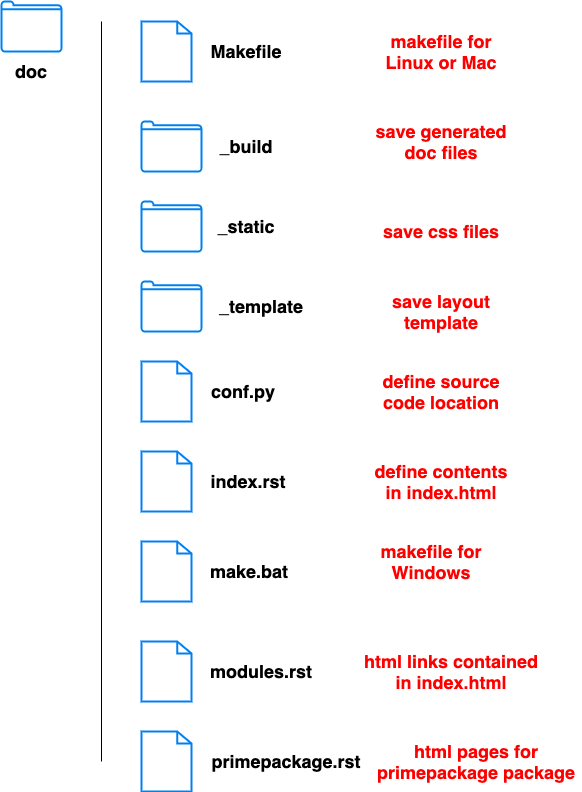 doc
Makefile
makefile for
Linux or Mac
_build
save generated
doc files
_static
save css files
_template
save layout
template
conf.py
define source
code location
index.rst
define contents
in index.html
make.bat
makefile for
Windows
modules.rst
html links contained
in index.html
primepackage.rst
html pages for
primepackage package